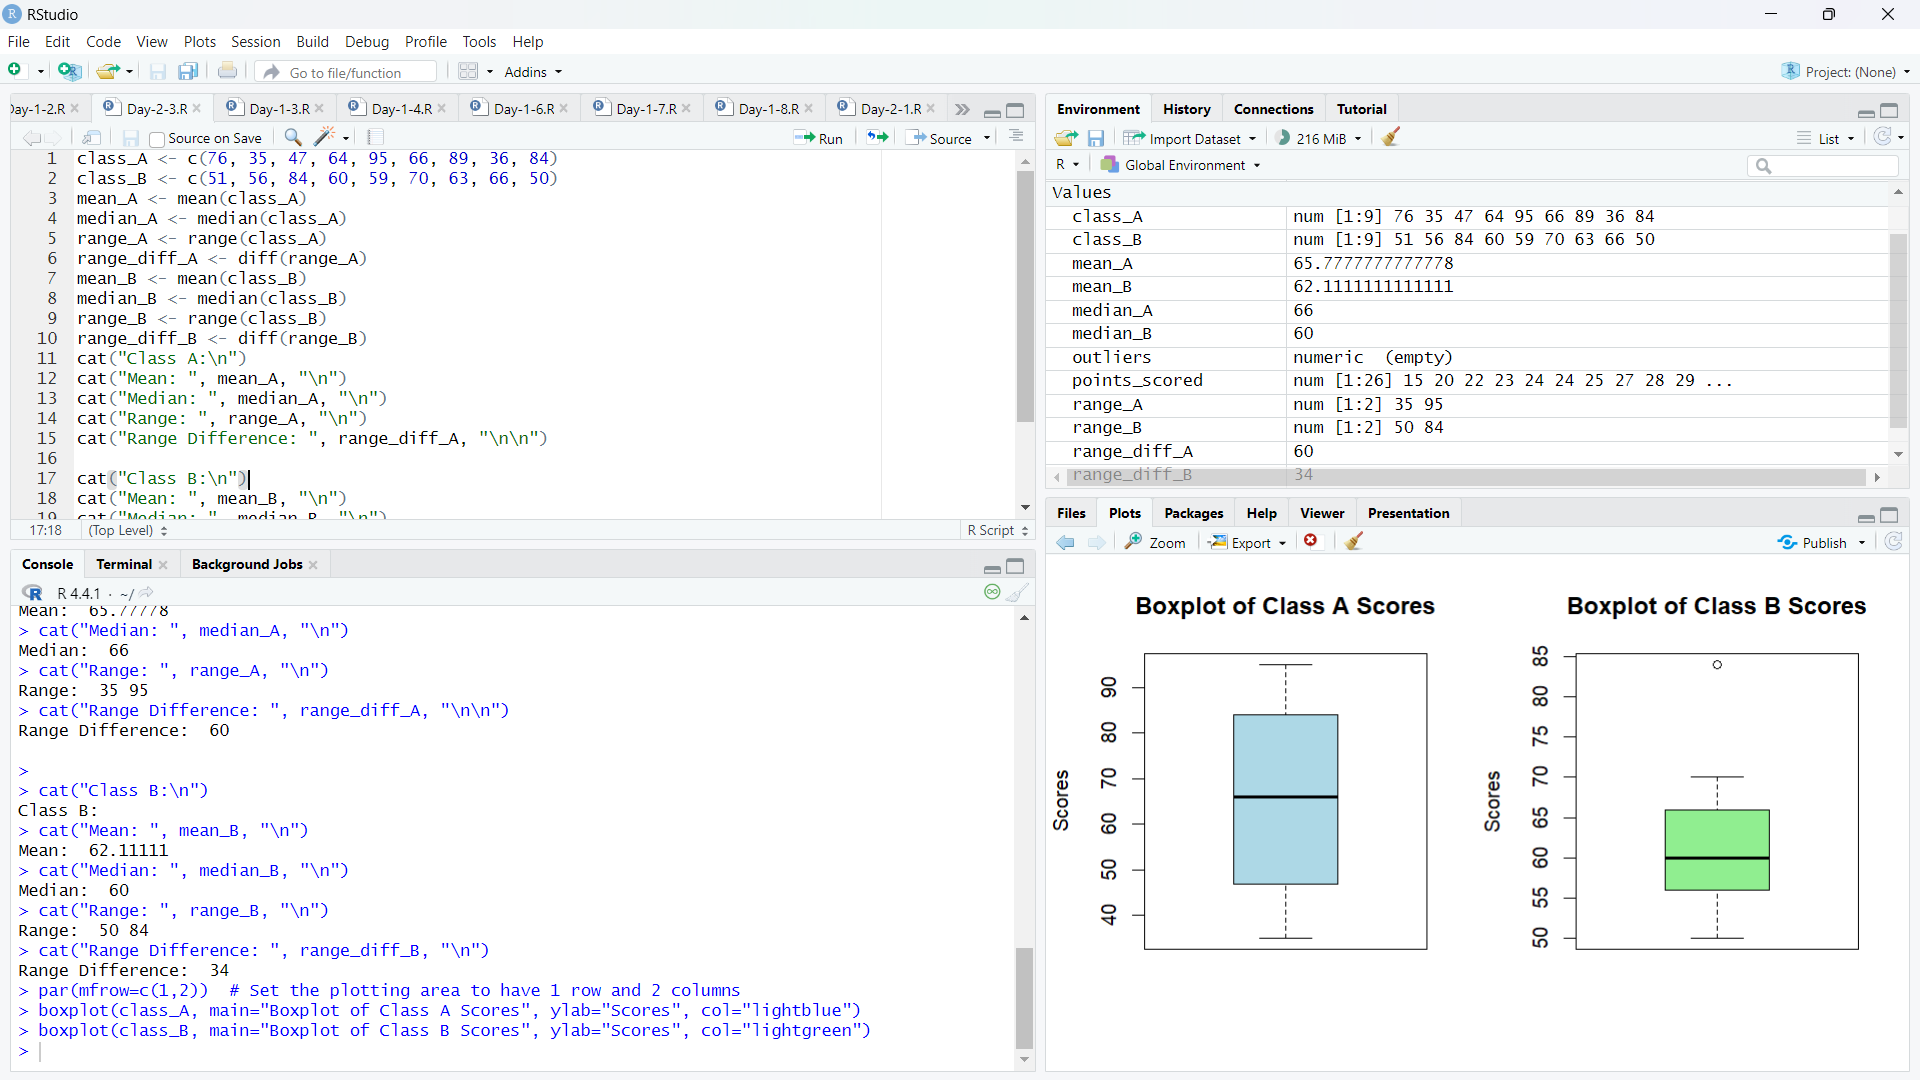 RStudio
File Edit Code View Plots Session Build Debug Profile Tools Help
Go to file/function Addins Project: (None)
Day-1-2.R Day-2-3.R Day-1-3.R Day-1-4.R Day-1-6.R Day-1-7.R Day-1-8.R Day-2-1.R
Source on Save Run Source
1 class_A <- c(76, 35, 47, 64, 95, 66, 89, 36, 84)
2 class_B <- c(51, 56, 84, 60, 59, 70, 63, 66, 50)
3 mean_A <- mean(class_A)
4 median_A <- median(class_A)
5 range_A <- range(class_A)
6 range_diff_A <- diff(range_A)
7 mean_B <- mean(class_B)
8 median_B <- median(class_B)
9 range_B <- range(class_B)
10 range_diff_B <- diff(range_B)
11 cat("Class A:\n")
12 cat("Mean: ", mean_A, "\n")
13 cat("Median: ", median_A, "\n")
14 cat("Range: ", range_A, "\n")
15 cat("Range Difference: ", range_diff_A, "\n\n")
16
17 cat("Class B:\n")
18 cat("Mean: ", mean_B, "\n")
19 cat("Median: ", median_B, "\n")
17:18 (Top Level) R Script
Console Terminal Background Jobs
R 4.4.1 · ~/
Mean:  65.77778
> cat("Median: ", median_A, "\n")
Median:  66
> cat("Range: ", range_A, "\n")
Range:  35 95
> cat("Range Difference: ", range_diff_A, "\n\n")
Range Difference:  60
>
> cat("Class B:\n")
Class B:
> cat("Mean: ", mean_B, "\n")
Mean:  62.11111
> cat("Median: ", median_B, "\n")
Median:  60
> cat("Range: ", range_B, "\n")
Range:  50 84
> cat("Range Difference: ", range_diff_B, "\n")
Range Difference:  34
> par(mfrow=c(1,2))  # Set the plotting area to have 1 row and 2 columns
> boxplot(class_A, main="Boxplot of Class A Scores", ylab="Scores", col="lightblue")
> boxplot(class_B, main="Boxplot of Class B Scores", ylab="Scores", col="lightgreen")
>
Environment History Connections Tutorial
Import Dataset 216 MiB List
R Global Environment
Values
class_A num [1:9] 76 35 47 64 95 66 89 36 84
class_B num [1:9] 51 56 84 60 59 70 63 66 50
mean_A 65.7777777777778
mean_B 62.1111111111111
median_A 66
median_B 60
outliers numeric (empty)
points_scored num [1:26] 15 20 22 23 24 24 25 27 28 29 ...
range_A num [1:2] 35 95
range_B num [1:2] 50 84
range_diff_A 60
range_diff_B 34
Files Plots Packages Help Viewer Presentation
Zoom Export Publish
Boxplot of Class A Scores
Scores
90
80
70
60
50
40
Boxplot of Class B Scores
Scores
85
80
75
70
65
60
55
50